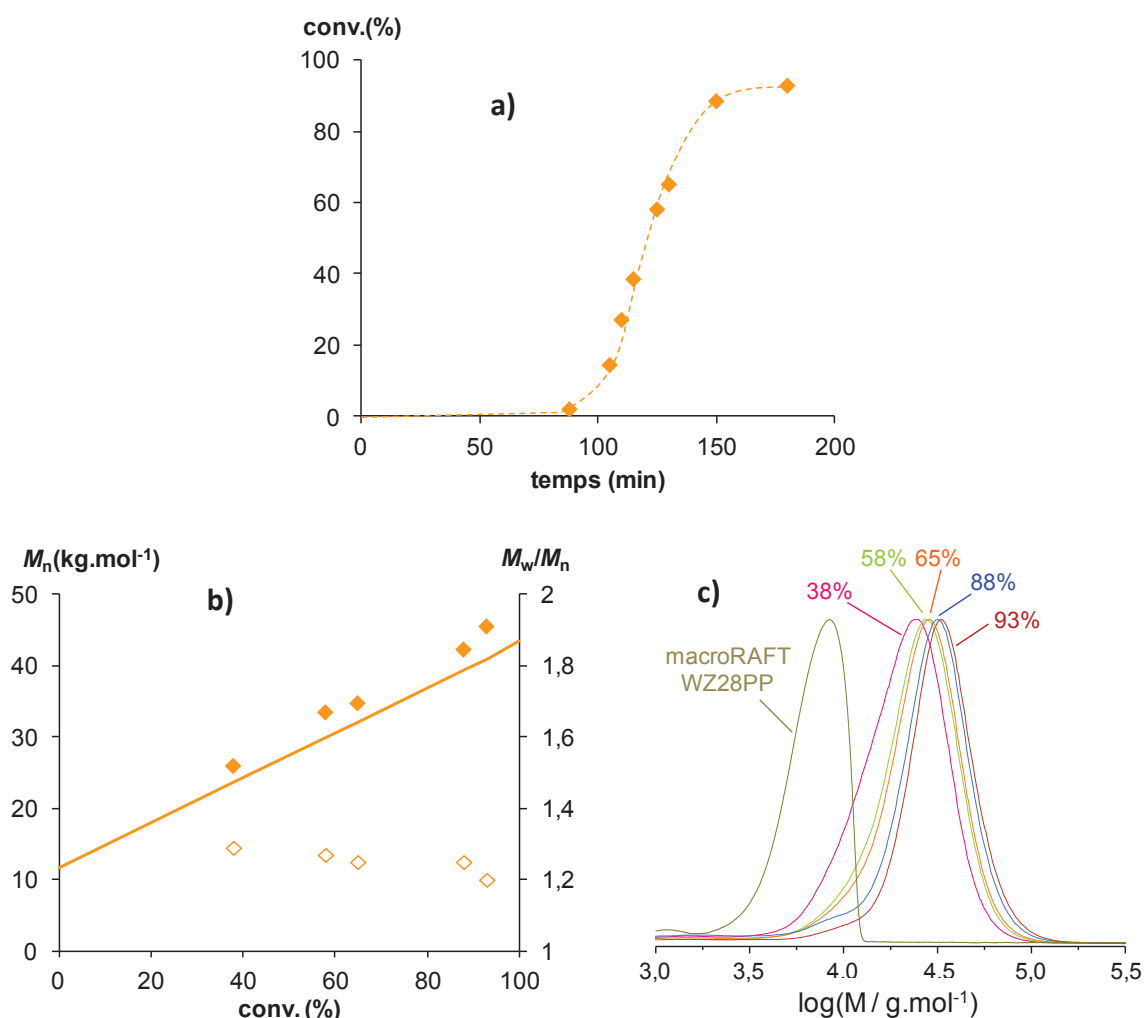 conv.(%)
100
80
60
40
20
0
a)
0 50 100 150 200
temps (min)
Mn(kg.mol-1)
Mw/Mn
50
40
30
20
10
0
b)
2
1,8
1,6
1,4
1,2
1
0 20 40 60 80 100
conv. (%)
c)
58% 65%
38% 88%
93%
macroRAFT
WZ28PP
3,0 3,5 4.0 4.5 5,0 5,5
log(M / g.mol-1)